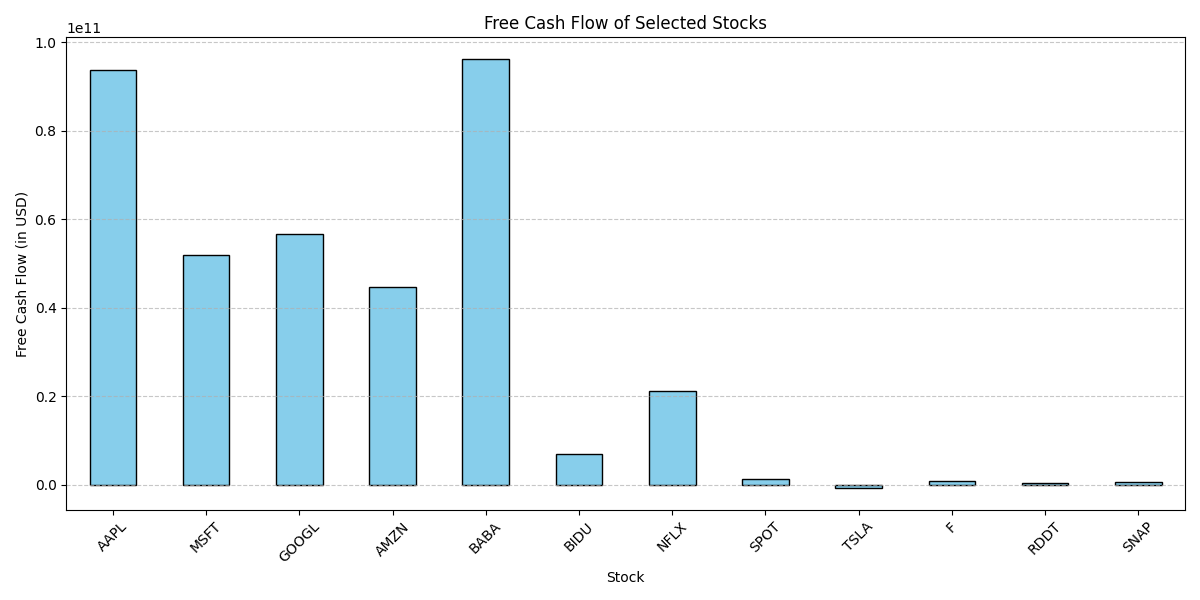 Free Cash Flow of Selected Stocks
1e11
1.0
0.8
0.6
0.4
0.2
0.0
Free Cash Flow (in USD)
AAPL
MSFT
GOOGL
AMZN
BABA
BIDU
NFLX
SPOT
TSLA
F
RDDT
SNAP
Stock